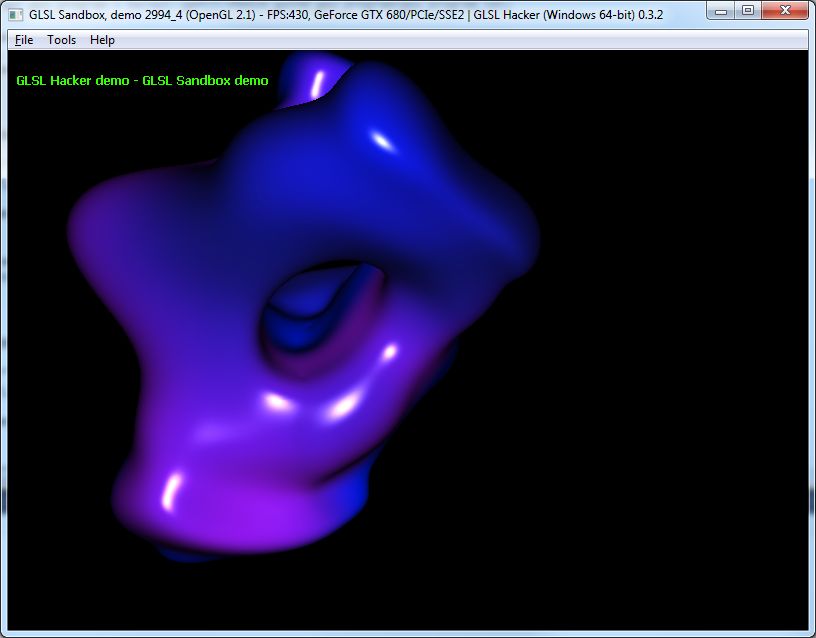 GLSL Sandbox, demo 2994_4 (OpenGL 2.1) - FPS:430, GeForce GTX 680/PCIe/SSE2 | GLSL Hacker (Windows 64-bit) 0.3.2
File Tools Help
GLSL Hacker demo - GLSL Sandbox demo